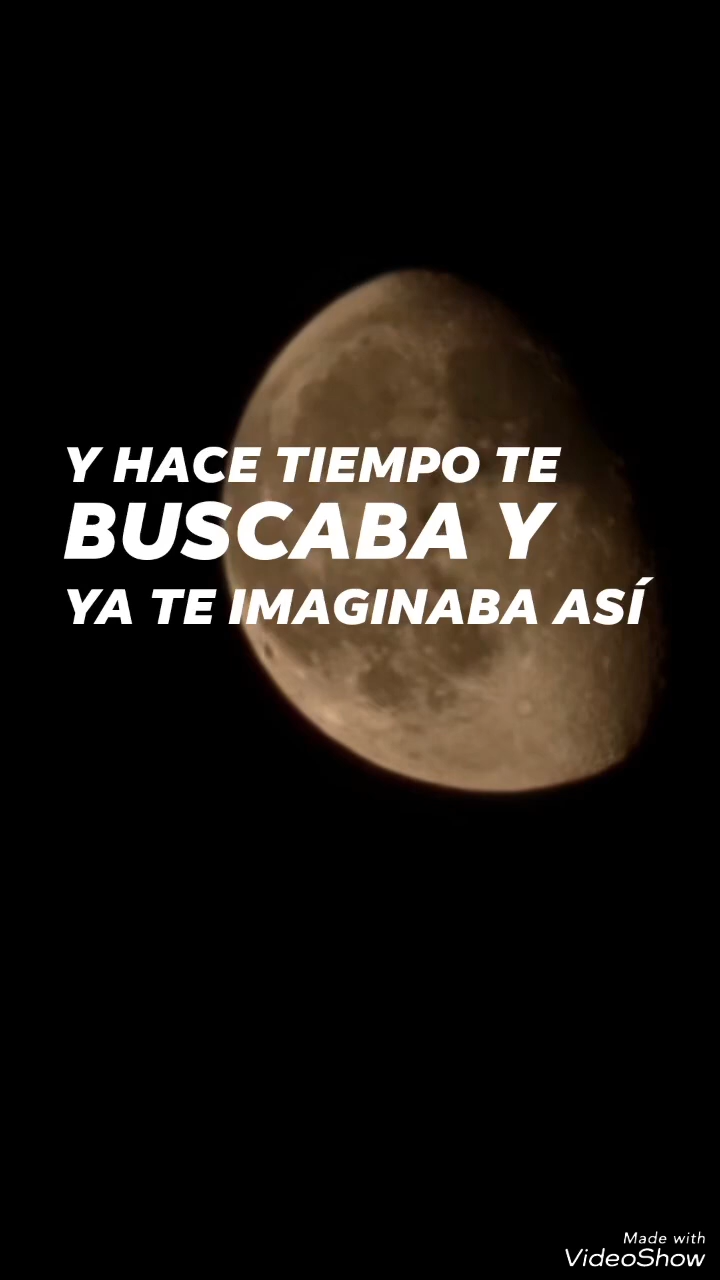 Y HACE TIEMPO TE
BUSCABA Y
YA TE IMAGINABA ASÍ
Made with
VideoShow